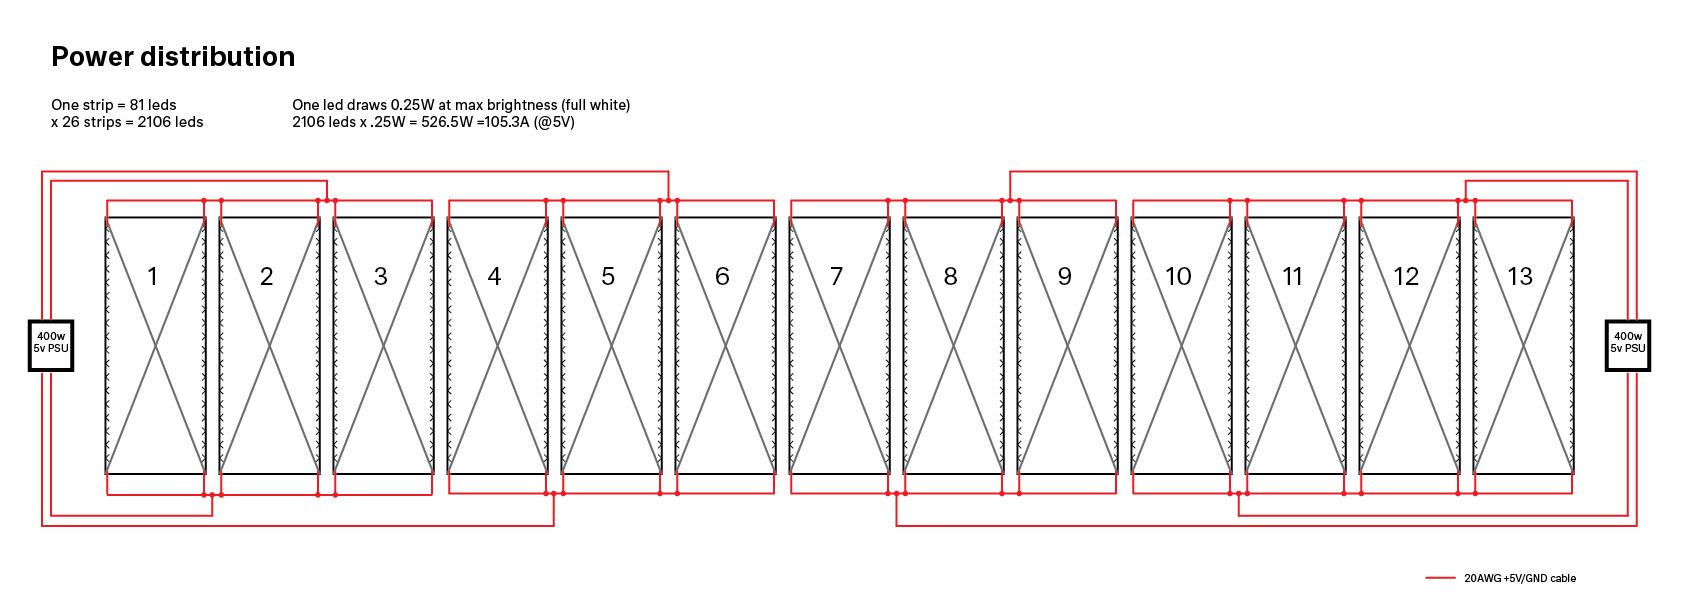 Power distribution
One strip = 81 leds
x 26 strips = 2106 leds
One led draws 0.25W at max brightness (full white)
2106 leds x .25W = 526.5W =105.3A (@5V)
1
2
3
4
5
6
7
8
9
10
11
12
13
400w
5v PSU
400w
5v PSU
20AWG +5V/GND cable